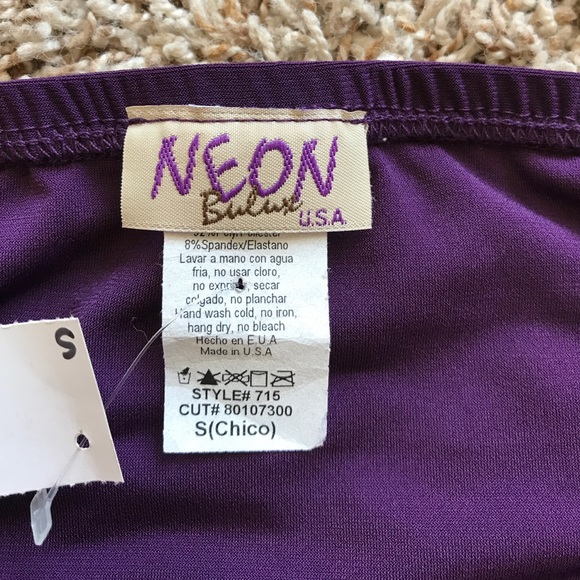 NEON
Bulux
U.S.A.
8%Spandex/Elastano
Lavar a mano con agua
fria, no usar cloro,
no exprimir, secar
colgado, no planchar
Hand wash cold, no iron,
hang dry, no bleach
Hecho en E.U.A
Made in U.S.A
STYLE# 715
CUT# 80107300
S(Chico)
S